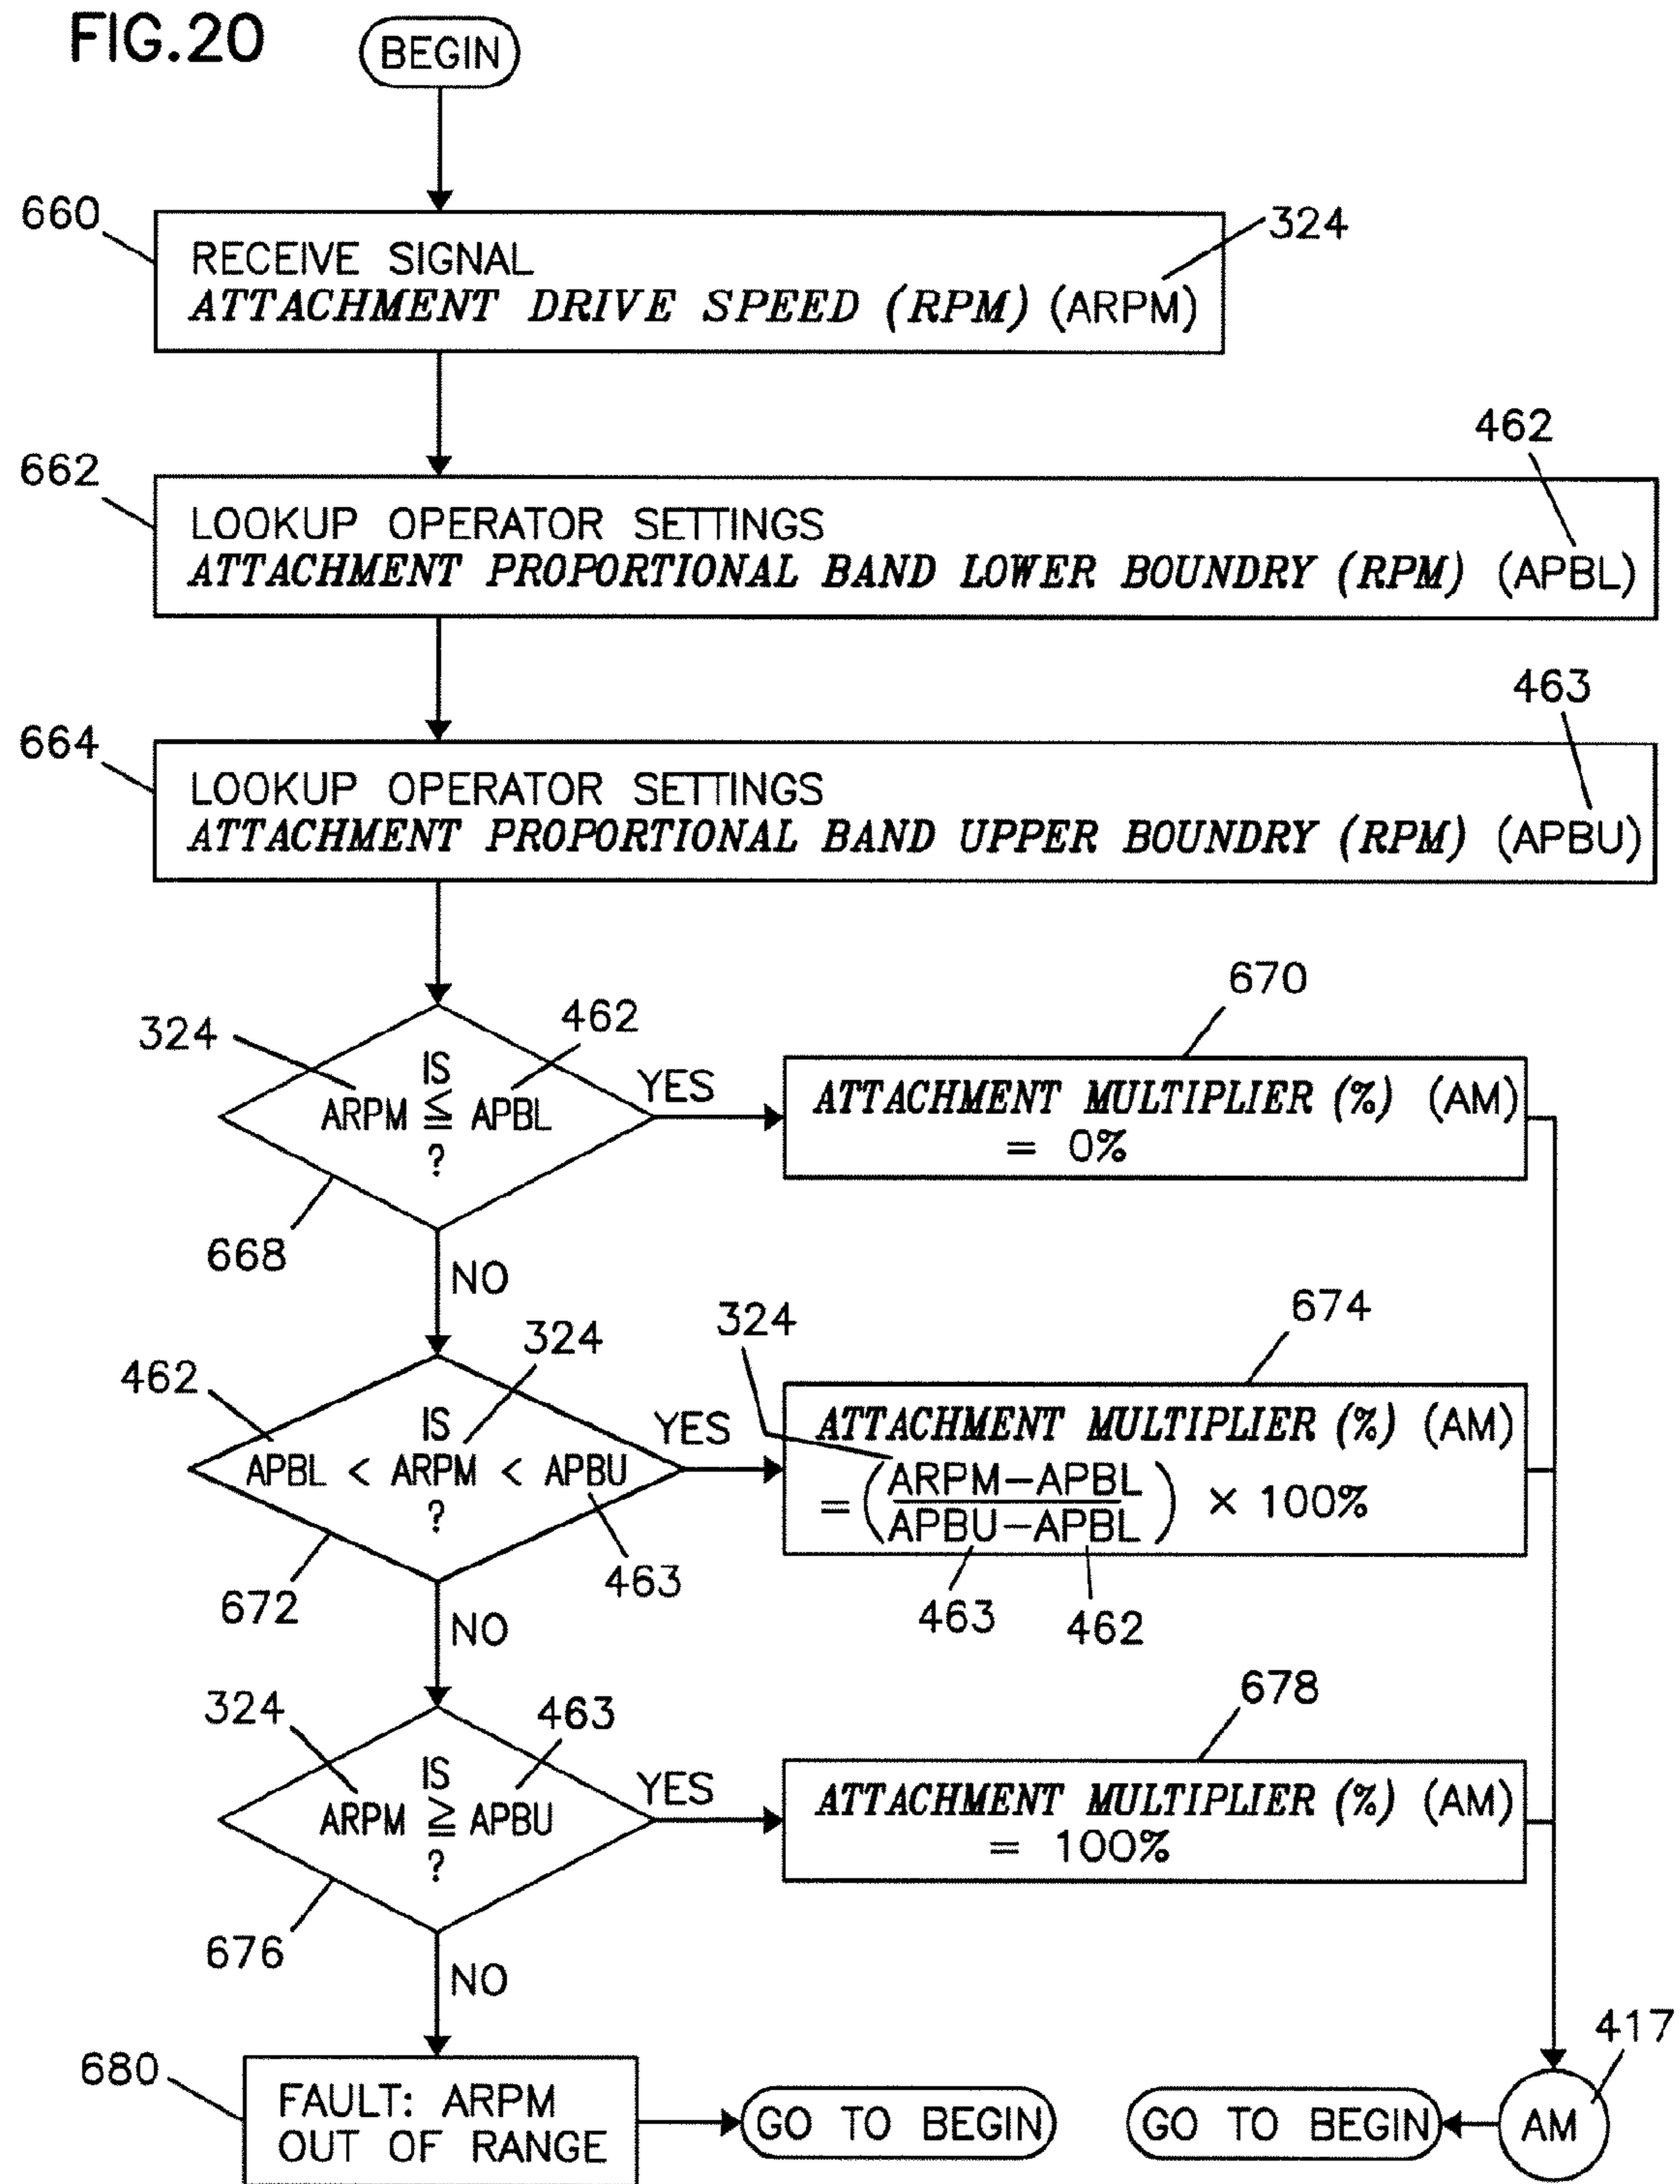 FIG.20
BEGIN
660
324
RECEIVE SIGNAL
ATTACHMENT DRIVE SPEED (RPM) (ARPM)
462
662
LOOKUP OPERATOR SETTINGS
ATTACHMENT PROPORTIONAL BAND LOWER BOUNDRY (RPM) (APBL)
463
664
LOOKUP OPERATOR SETTINGS
ATTACHMENT PROPORTIONAL BAND UPPER BOUNDRY (RPM) (APBU)
670
324
462
IS
ARPM ≦ APBL
?
YES
ATTACHMENT MULTIPLIER (%) (AM)
= 0%
668
NO
674
324
324
462
IS
APBL < ARPM < APBU
?
YES
ATTACHMENT MULTIPLIER (%) (AM)
= (ARPM-APBL
APBU-APBL) × 100%
463
672
463
462
NO
678
324
463
IS
ARPM ≧ APBU
?
YES
ATTACHMENT MULTIPLIER (%) (AM)
= 100%
676
NO
417
680
FAULT: ARPM
OUT OF RANGE
GO TO BEGIN
GO TO BEGIN
AM